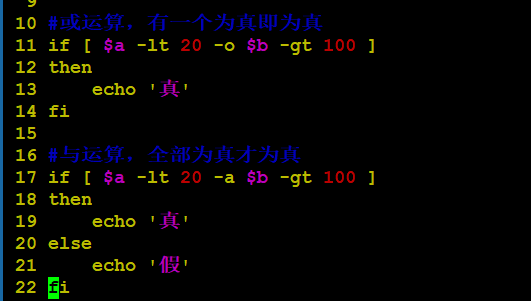 9
10 #或运算，有一个为真即为真
11 if [ $a -lt 20 -o $b -gt 100 ]
12 then
13     echo '真'
14 fi
15
16 #与运算，全部为真才为真
17 if [ $a -lt 20 -a $b -gt 100 ]
18 then
19     echo '真'
20 else
21     echo '假'
22 fi